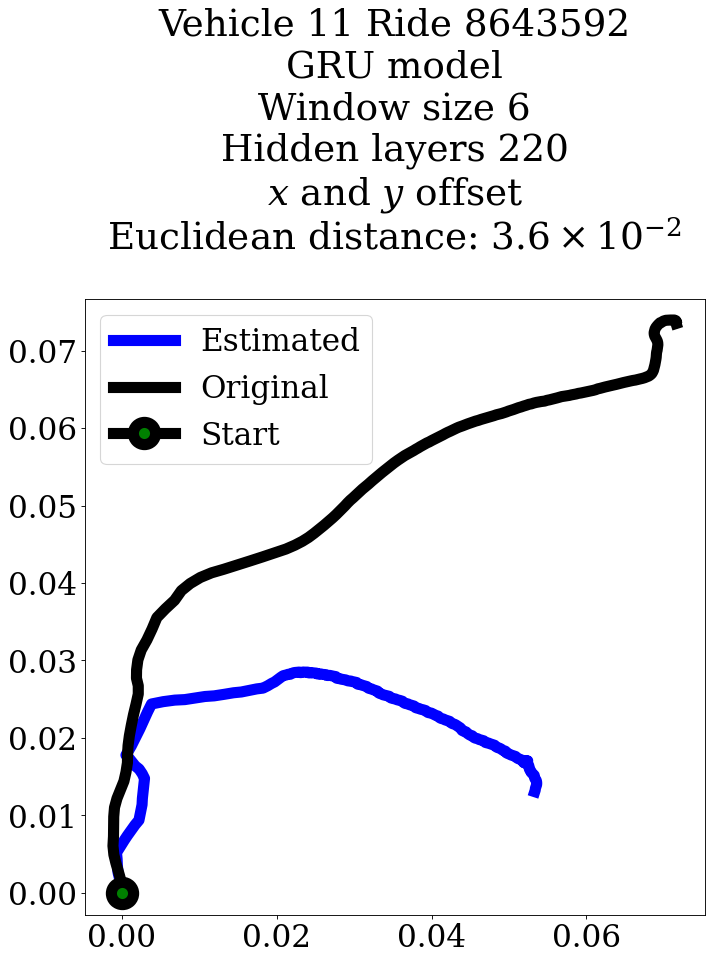 Vehicle 11 Ride 8643592
GRU model
Window size 6
Hidden layers 220
x and y offset
Euclidean distance: 3.6 × 10⁻²
Estimated
Original
Start
0.07
0.06
0.05
0.04
0.03
0.02
0.01
0.00
0.00 0.02 0.04 0.06